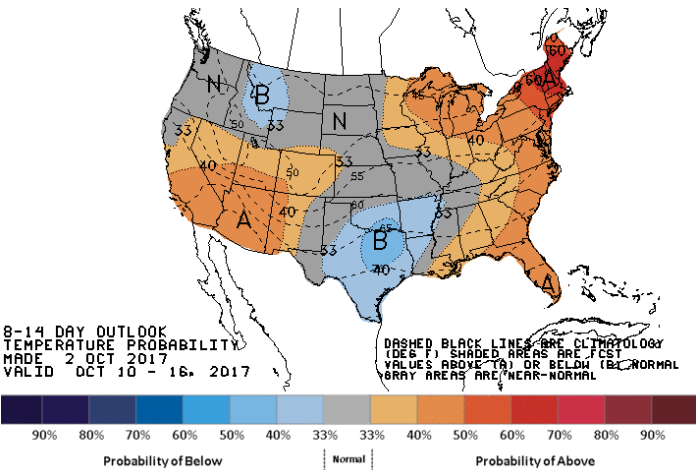 60
60 A
N
B
45
50
33
N
33
40
33
33
40
50
55
40
60
33
A
65
B
33
70
40
A
8-14 DAY OUTLOOK
TEMPERATURE PROBABILITY
MADE 2 OCT 2017
VALID OCT 10 - 16, 2017
DASHED BLACK LINES ARE CLIMATOLOGY
(DEG F) SHADED AREAS ARE FCST
VALUES ABOVE (A) OR BELOW (B) NORMAL
GRAY AREAS ARE NEAR-NORMAL
90% 80% 70% 60% 50% 40% 33% 33% 40% 50% 60% 70% 80% 90%
Probability of Below Normal Probability of Above